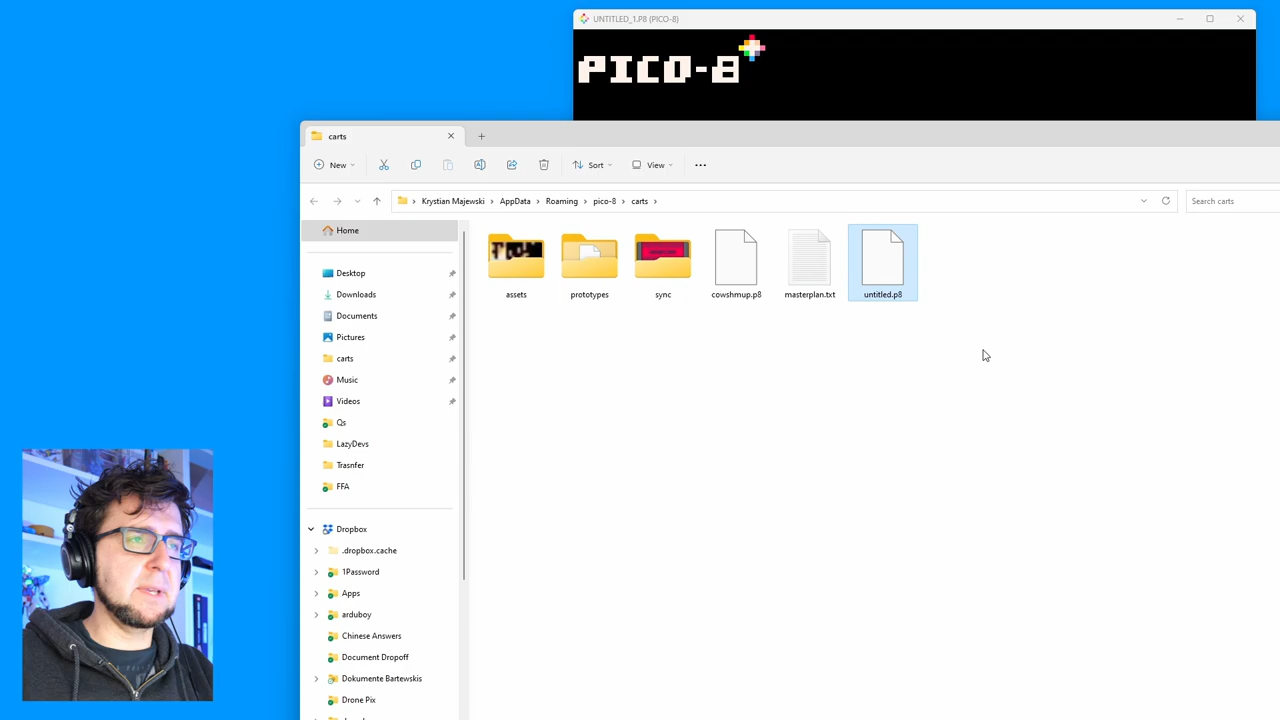 UNTITLED_1.P8 (PICO-8)
PICO-8
carts
New
Sort
View
Krystian Majewski
AppData
Roaming
pico-8
carts
Search carts
Home
assets
prototypes
sync
cowshmup.p8
masterplan.txt
untitled.p8
Desktop
Downloads
Documents
Pictures
carts
Music
Videos
Qs
LazyDevs
Trasnfer
FFA
Dropbox
.dropbox.cache
1Password
Apps
arduboy
Chinese Answers
Document Dropoff
Dokumente Bartewskis
Drone Pix